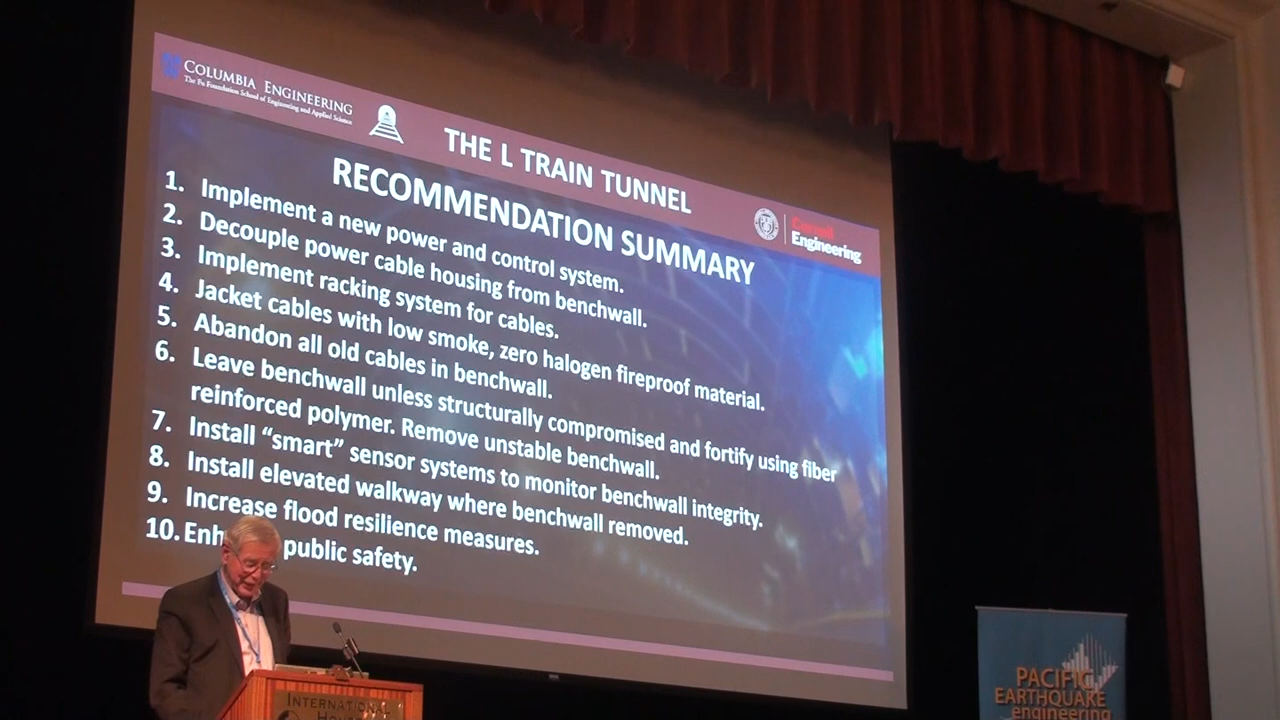 COLUMBIA ENGINEERING
The Fu Foundation School of Engineering and Applied Science
THE L TRAIN TUNNEL
Cornell
Engineering
RECOMMENDATION SUMMARY
1. Implement a new power and control system.
2. Decouple power cable housing from benchwall.
3. Implement racking system for cables.
4. Jacket cables with low smoke, zero halogen fireproof material.
5. Abandon all old cables in benchwall.
6. Leave benchwall unless structurally compromised and fortify using fiber
reinforced polymer. Remove unstable benchwall.
7. Install “smart” sensor systems to monitor benchwall integrity.
8. Install elevated walkway where benchwall removed.
9. Increase flood resilience measures.
10. Enh public safety.
INTERNATIONAL
PACIFIC
EARTHQUAKE
engineering